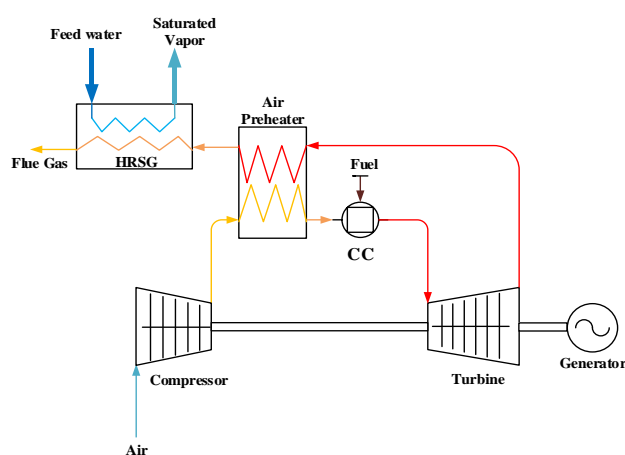 Saturated
Vapor
Feed water
Air
Preheater
Flue Gas
HRSG
Fuel
CC
Compressor
Turbine
Generator
Air